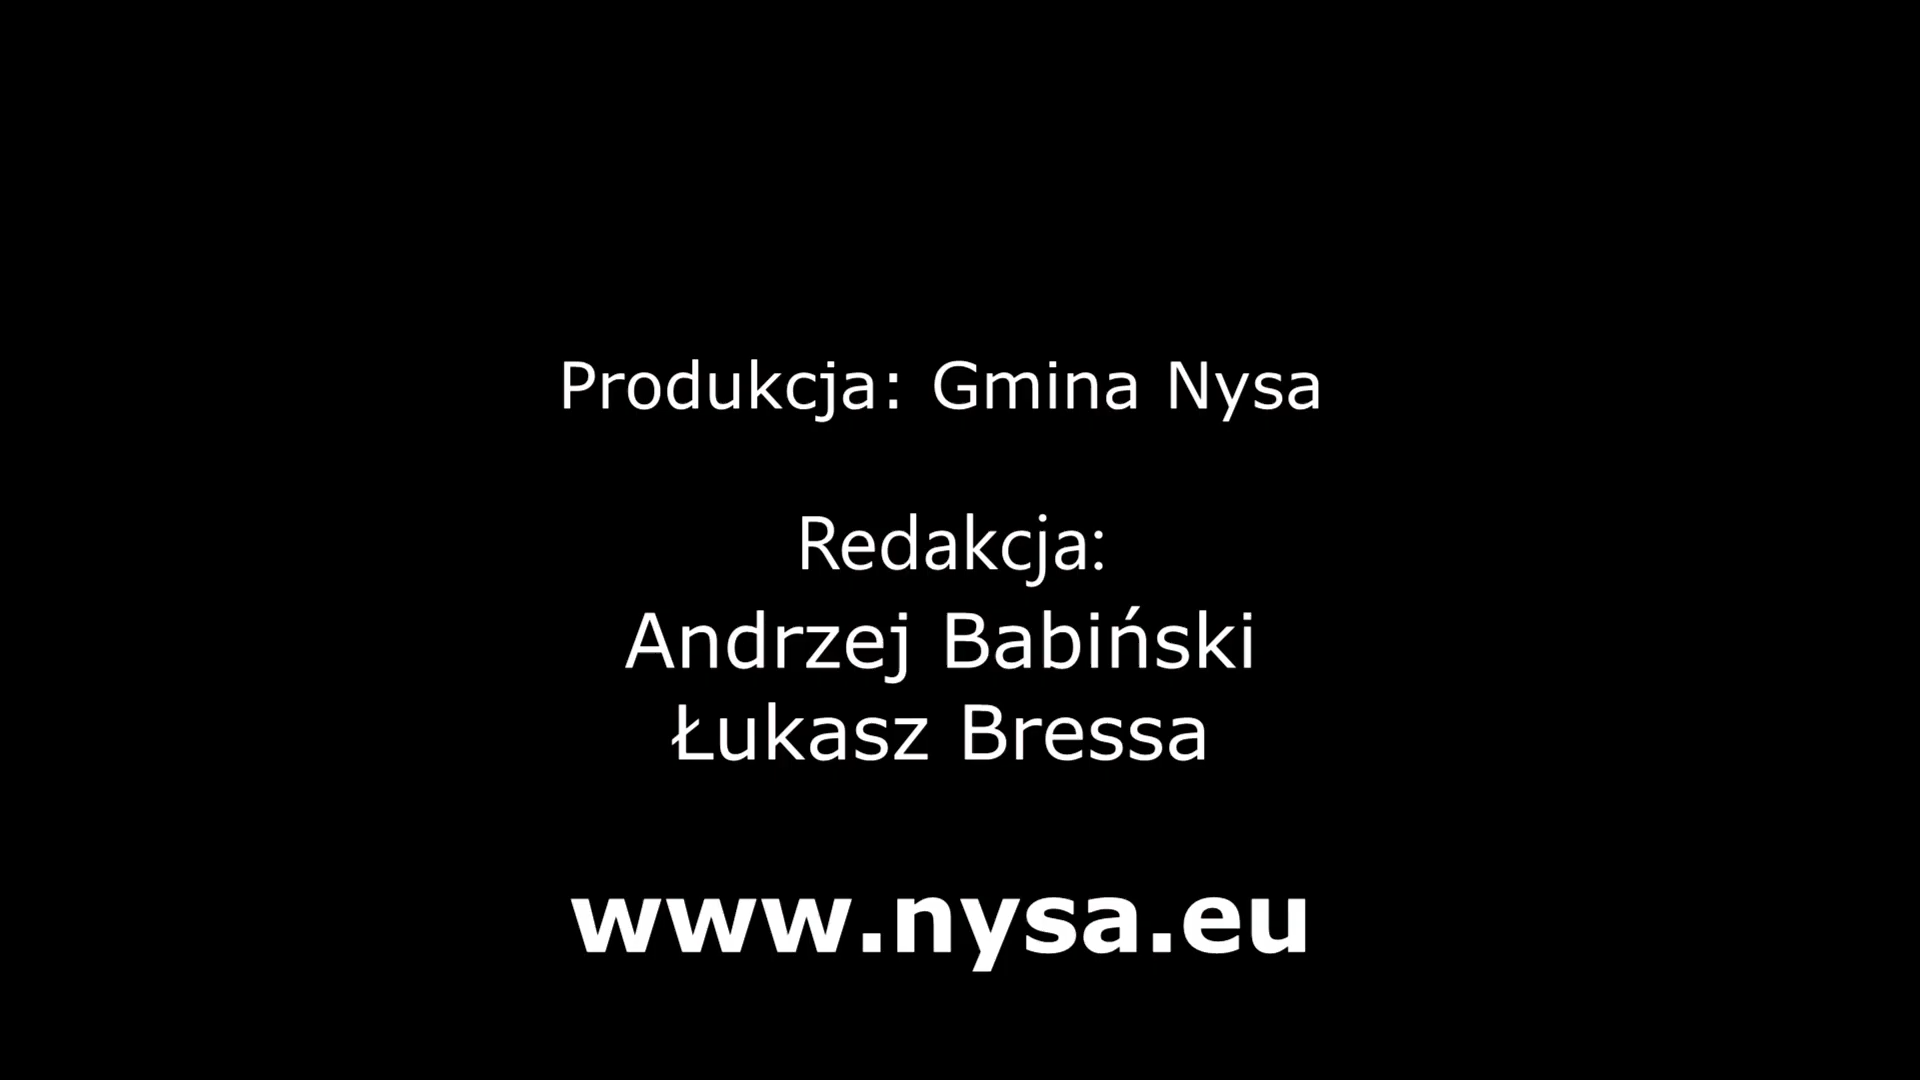 Produkcja: Gmina Nysa
Redakcja:
Andrzej Babiński
Łukasz Bressa
www.nysa.eu